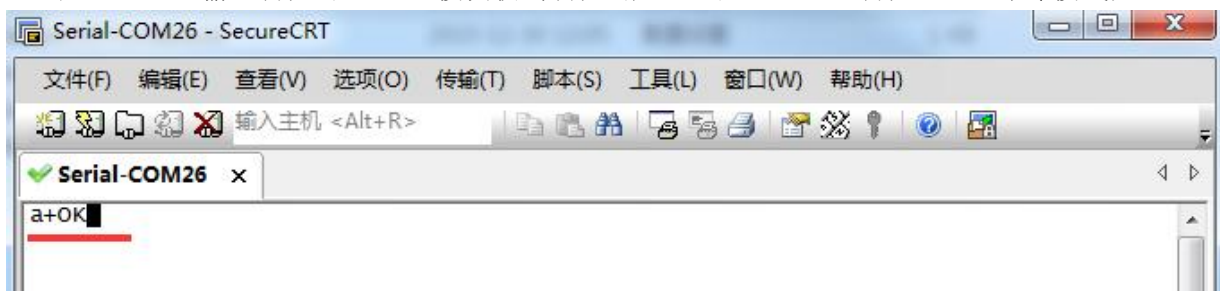 Serial-COM26 - SecureCRT
文件(F) 编辑(E) 查看(V) 选项(O) 传输(T) 脚本(S) 工具(L) 窗口(W) 帮助(H)
输入主机 <Alt+R>
Serial-COM26 x
a+OK